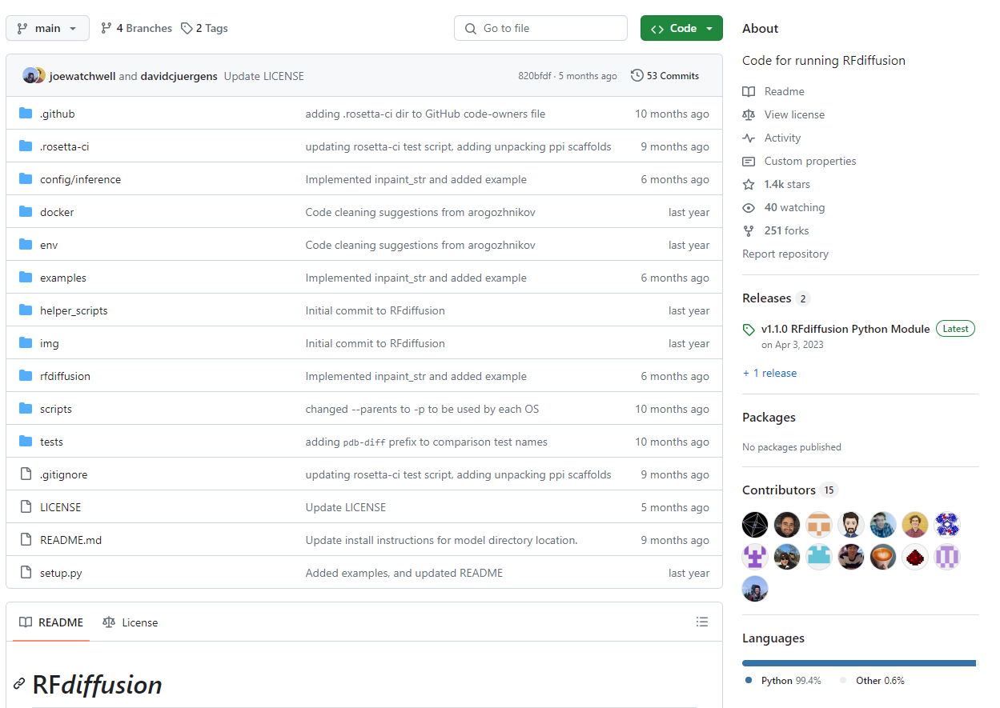 main
4 Branches
2 Tags
Go to file
Code
joewatchwell and davidcjuergens Update LICENSE
820bfdf · 5 months ago
53 Commits
.github adding .rosetta-ci dir to GitHub code-owners file 10 months ago
.rosetta-ci updating rosetta-ci test script, adding unpacking ppi scaffolds 9 months ago
config/inference Implemented inpaint_str and added example 6 months ago
docker Code cleaning suggestions from arogozhnikov last year
env Code cleaning suggestions from arogozhnikov last year
examples Implemented inpaint_str and added example 6 months ago
helper_scripts Initial commit to RFdiffusion last year
img Initial commit to RFdiffusion last year
rfdiffusion Implemented inpaint_str and added example 6 months ago
scripts changed --parents to -p to be used by each OS 10 months ago
tests adding pdb-diff prefix to comparison test names 10 months ago
.gitignore updating rosetta-ci test script, adding unpacking ppi scaffolds 9 months ago
LICENSE Update LICENSE 5 months ago
README.md Update install instructions for model directory location. 9 months ago
setup.py Added examples, and updated README last year
README
License
RFdiffusion
About
Code for running RFdiffusion
Readme
View license
Activity
Custom properties
1.4k stars
40 watching
251 forks
Report repository
Releases 2
v1.1.0 RFdiffusion Python Module Latest
on Apr 3, 2023
+ 1 release
Packages
No packages published
Contributors 15
Languages
Python 99.4% Other 0.6%